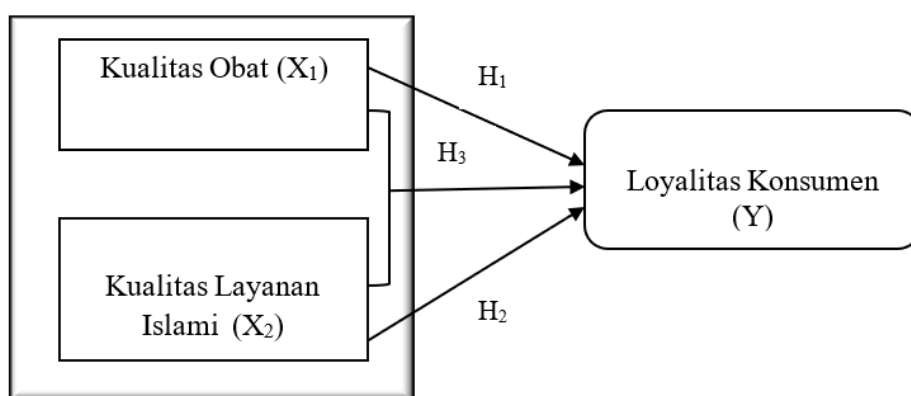 Kualitas Obat (X₁)
H₁
H₃
Loyalitas Konsumen
(Y)
Kualitas Layanan
Islami (X₂)
H₂